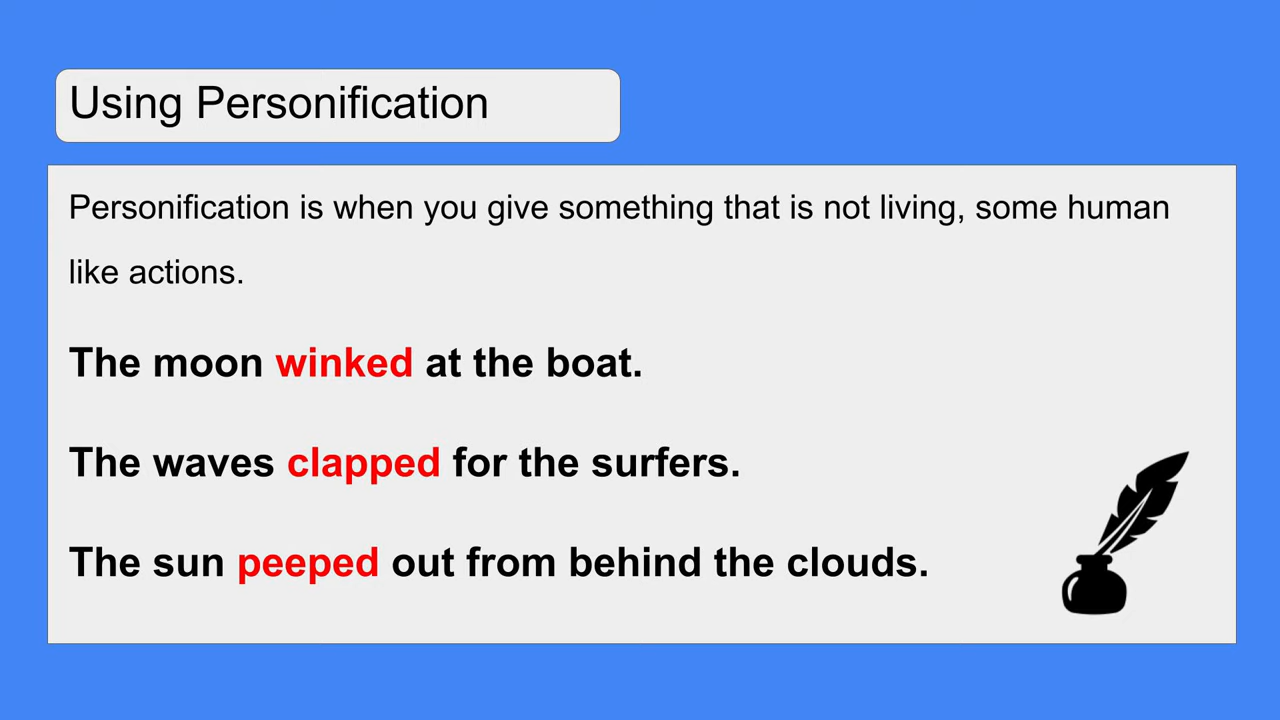 Using Personification
Personification is when you give something that is not living, some human
like actions.
The moon winked at the boat.
The waves clapped for the surfers.
The sun peeped out from behind the clouds.